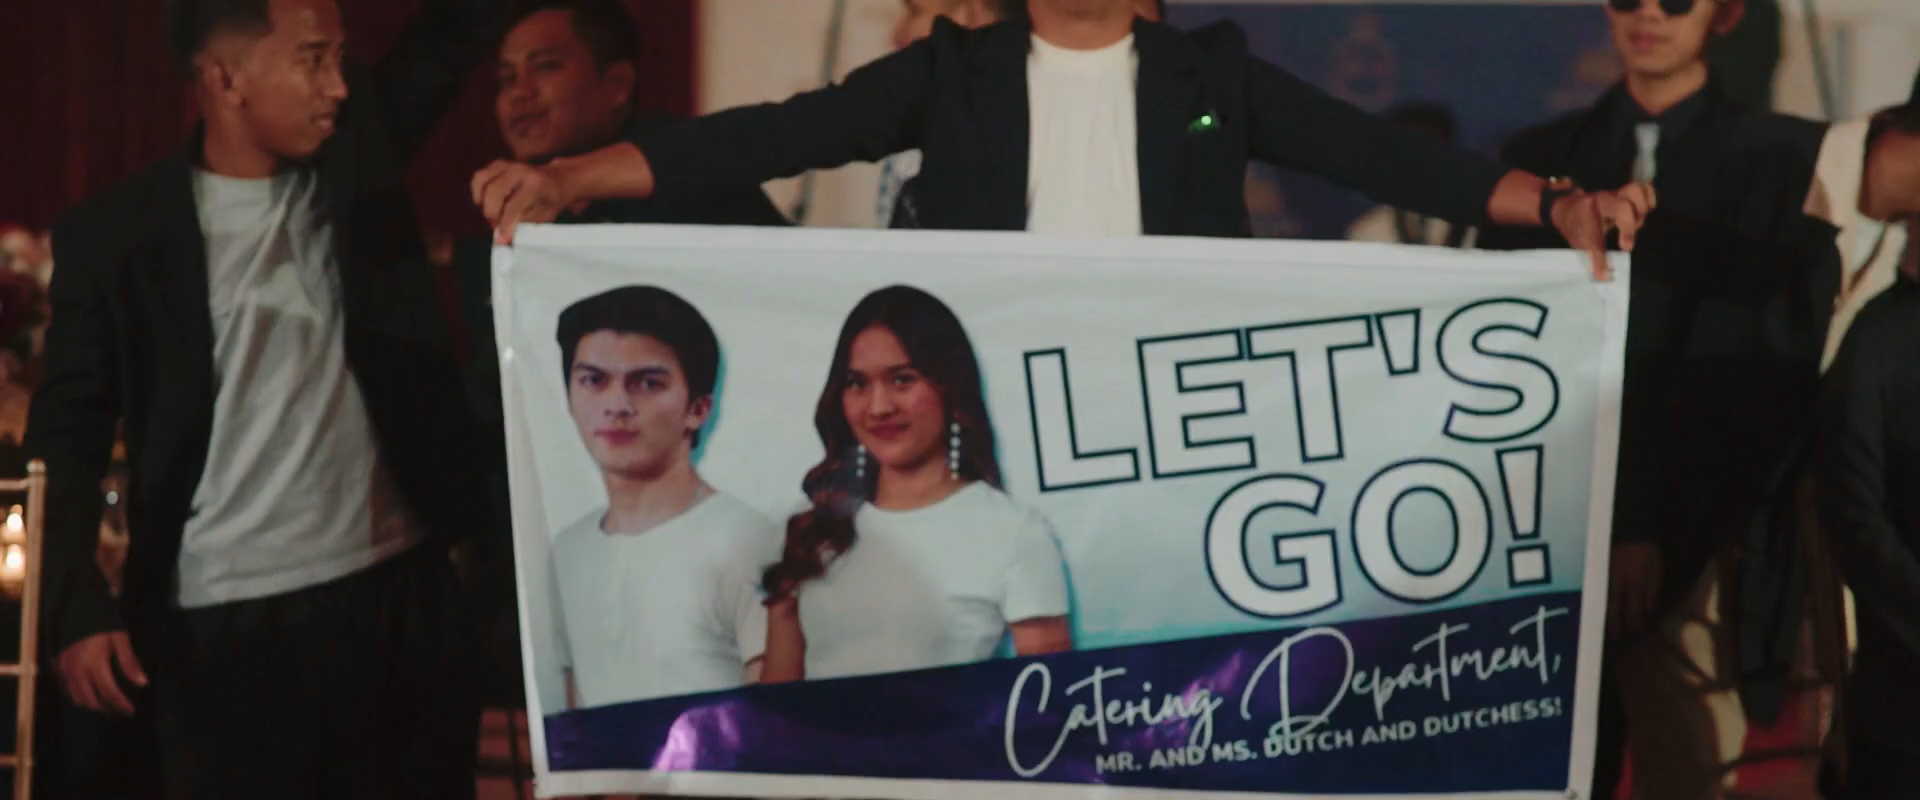 LET'S
GO!
Catering Department,
MR. AND MS. DUTCH AND DUTCHESS!